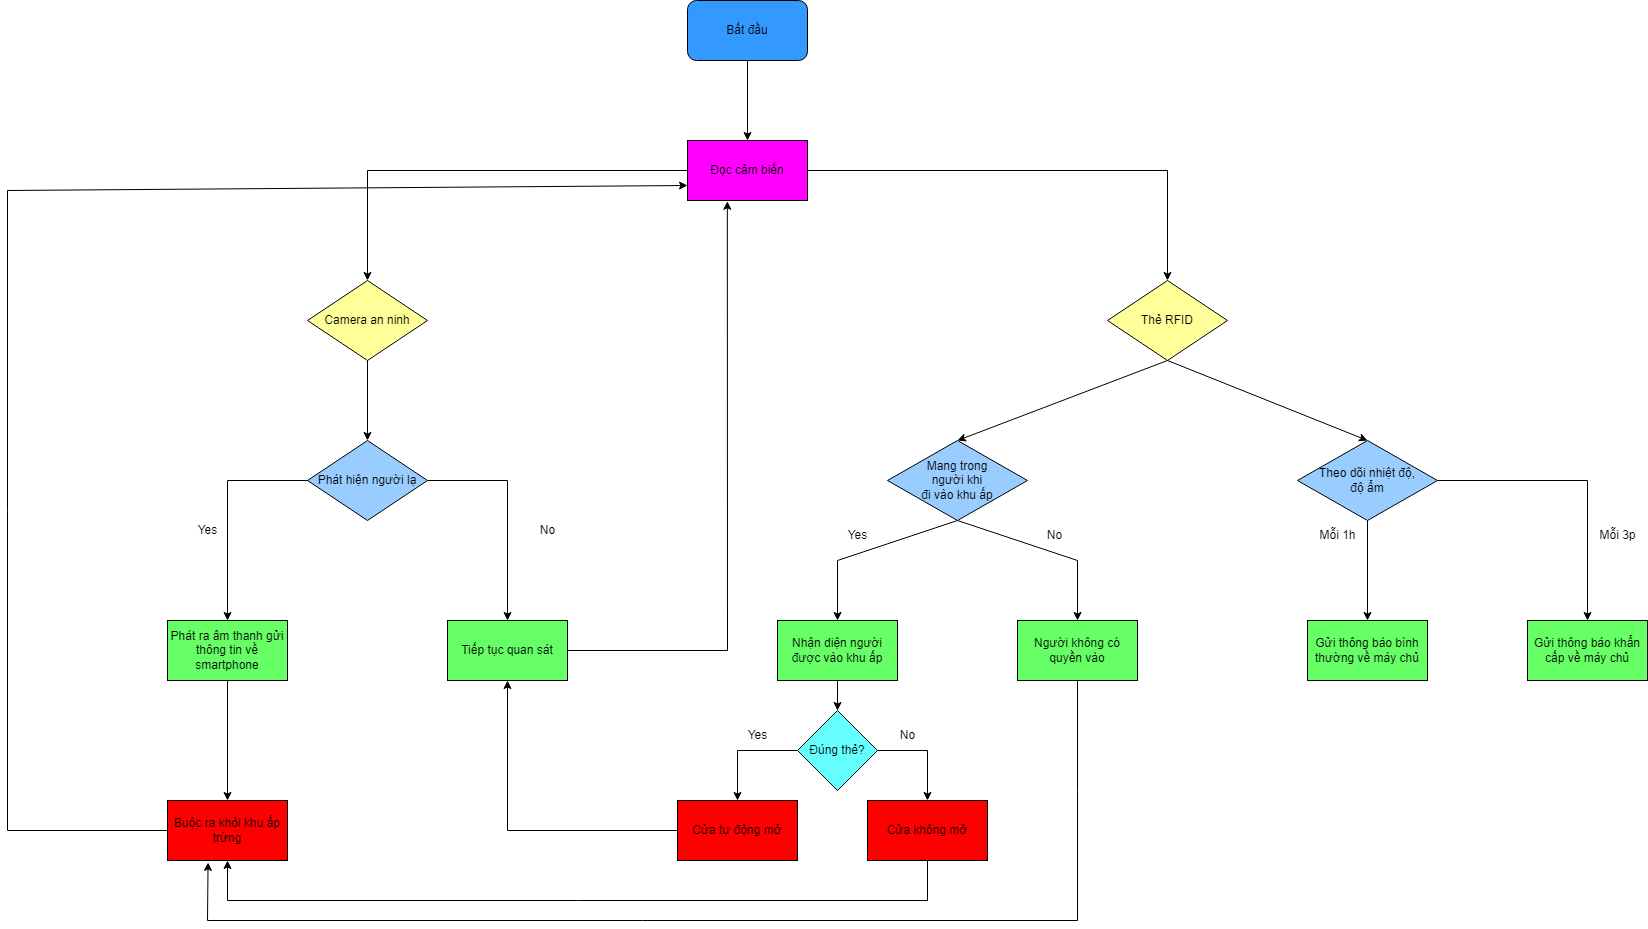 Bắt đầu
Đọc cảm biến
Camera an ninh
Thẻ RFID
Phát hiện người lạ
Mang trong
người khi
đi vào khu ấp
Theo dõi nhiệt độ,
độ ẩm
Yes
No
Yes
No
Mỗi 1h
Mỗi 3p
Phát ra âm thanh gửi
thông tin về
smartphone
Tiếp tục quan sát
Nhận diện người
được vào khu ấp
Người không có
quyền vào
Gửi thông báo bình
thường về máy chủ
Gửi thông báo khẩn
cấp về máy chủ
Yes
No
Đúng thẻ?
Buộc ra khỏi khu ấp
trứng
Cửa tự động mở
Cửa không mở